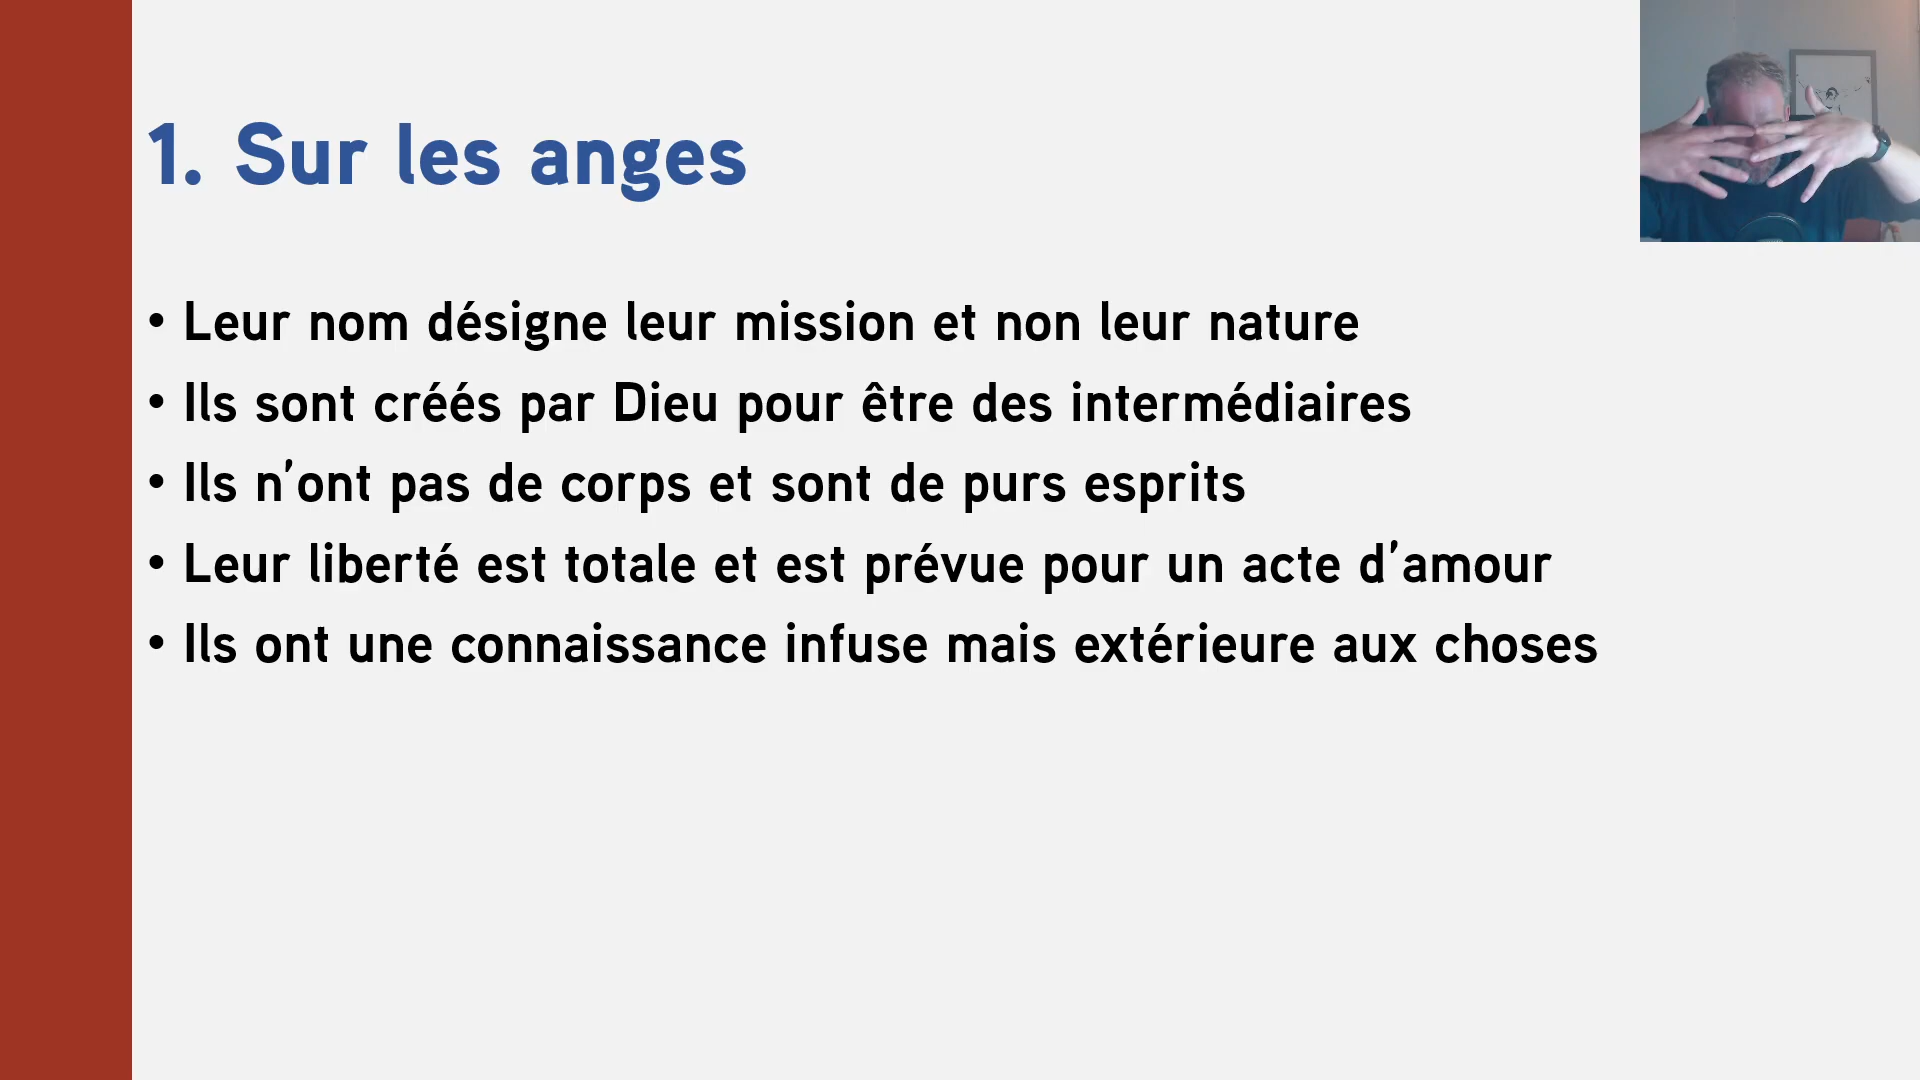 1. Sur les anges
• Leur nom désigne leur mission et non leur nature
• Ils sont créés par Dieu pour être des intermédiaires
• Ils n’ont pas de corps et sont de purs esprits
• Leur liberté est totale et est prévue pour un acte d’amour
• Ils ont une connaissance infuse mais extérieure aux choses